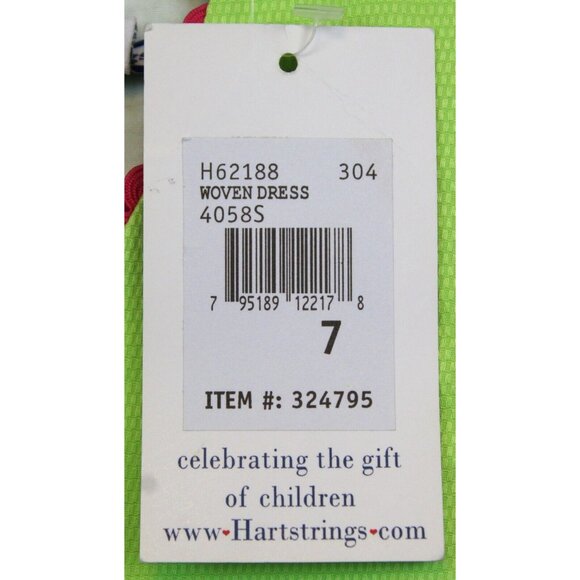 H62188 304
WOVEN DRESS
4058S
7 95189 12217 8
7
ITEM #: 324795
celebrating the gift
of children
www♥Hartstrings♥com